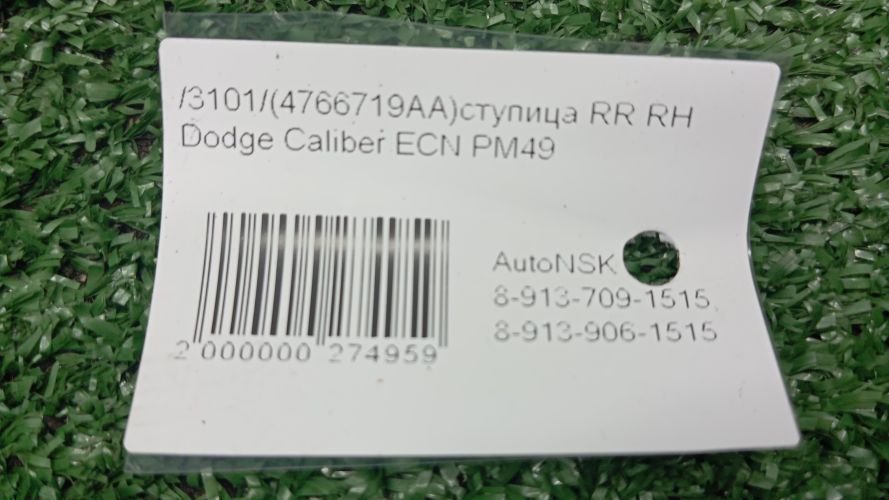 /3101/(4766719AA)ступица RR RH
Dodge Caliber ECN PM49
AutoNSK
8-913-709-1515,
8-913-906-1515
2 000000 274959